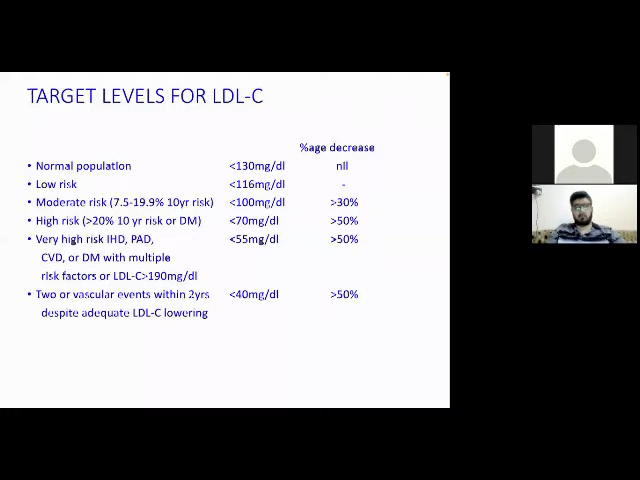 TARGET LEVELS FOR LDL-C
%age decrease
• Normal population <130mg/dl nil
• Low risk <116mg/dl -
• Moderate risk (7.5-19.9% 10yr risk) <100mg/dl >30%
• High risk (>20% 10 yr risk or DM) <70mg/dl >50%
• Very high risk IHD, PAD, <55mg/dl >50%
CVD, or DM with multiple
risk factors or LDL-C>190mg/dl
• Two or vascular events within 2yrs <40mg/dl >50%
despite adequate LDL-C lowering